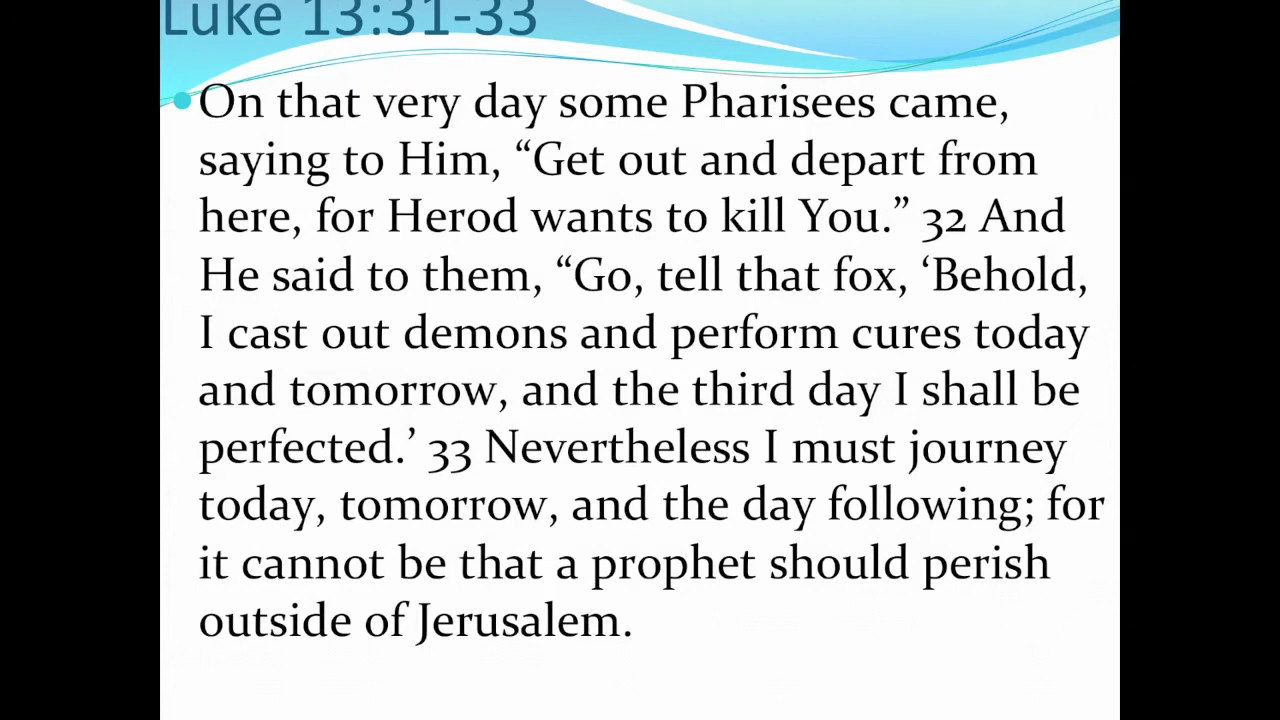 Luke 13:31-33
On that very day some Pharisees came,
saying to Him, “Get out and depart from
here, for Herod wants to kill You.” 32 And
He said to them, “Go, tell that fox, ‘Behold,
I cast out demons and perform cures today
and tomorrow, and the third day I shall be
perfected.’ 33 Nevertheless I must journey
today, tomorrow, and the day following; for
it cannot be that a prophet should perish
outside of Jerusalem.